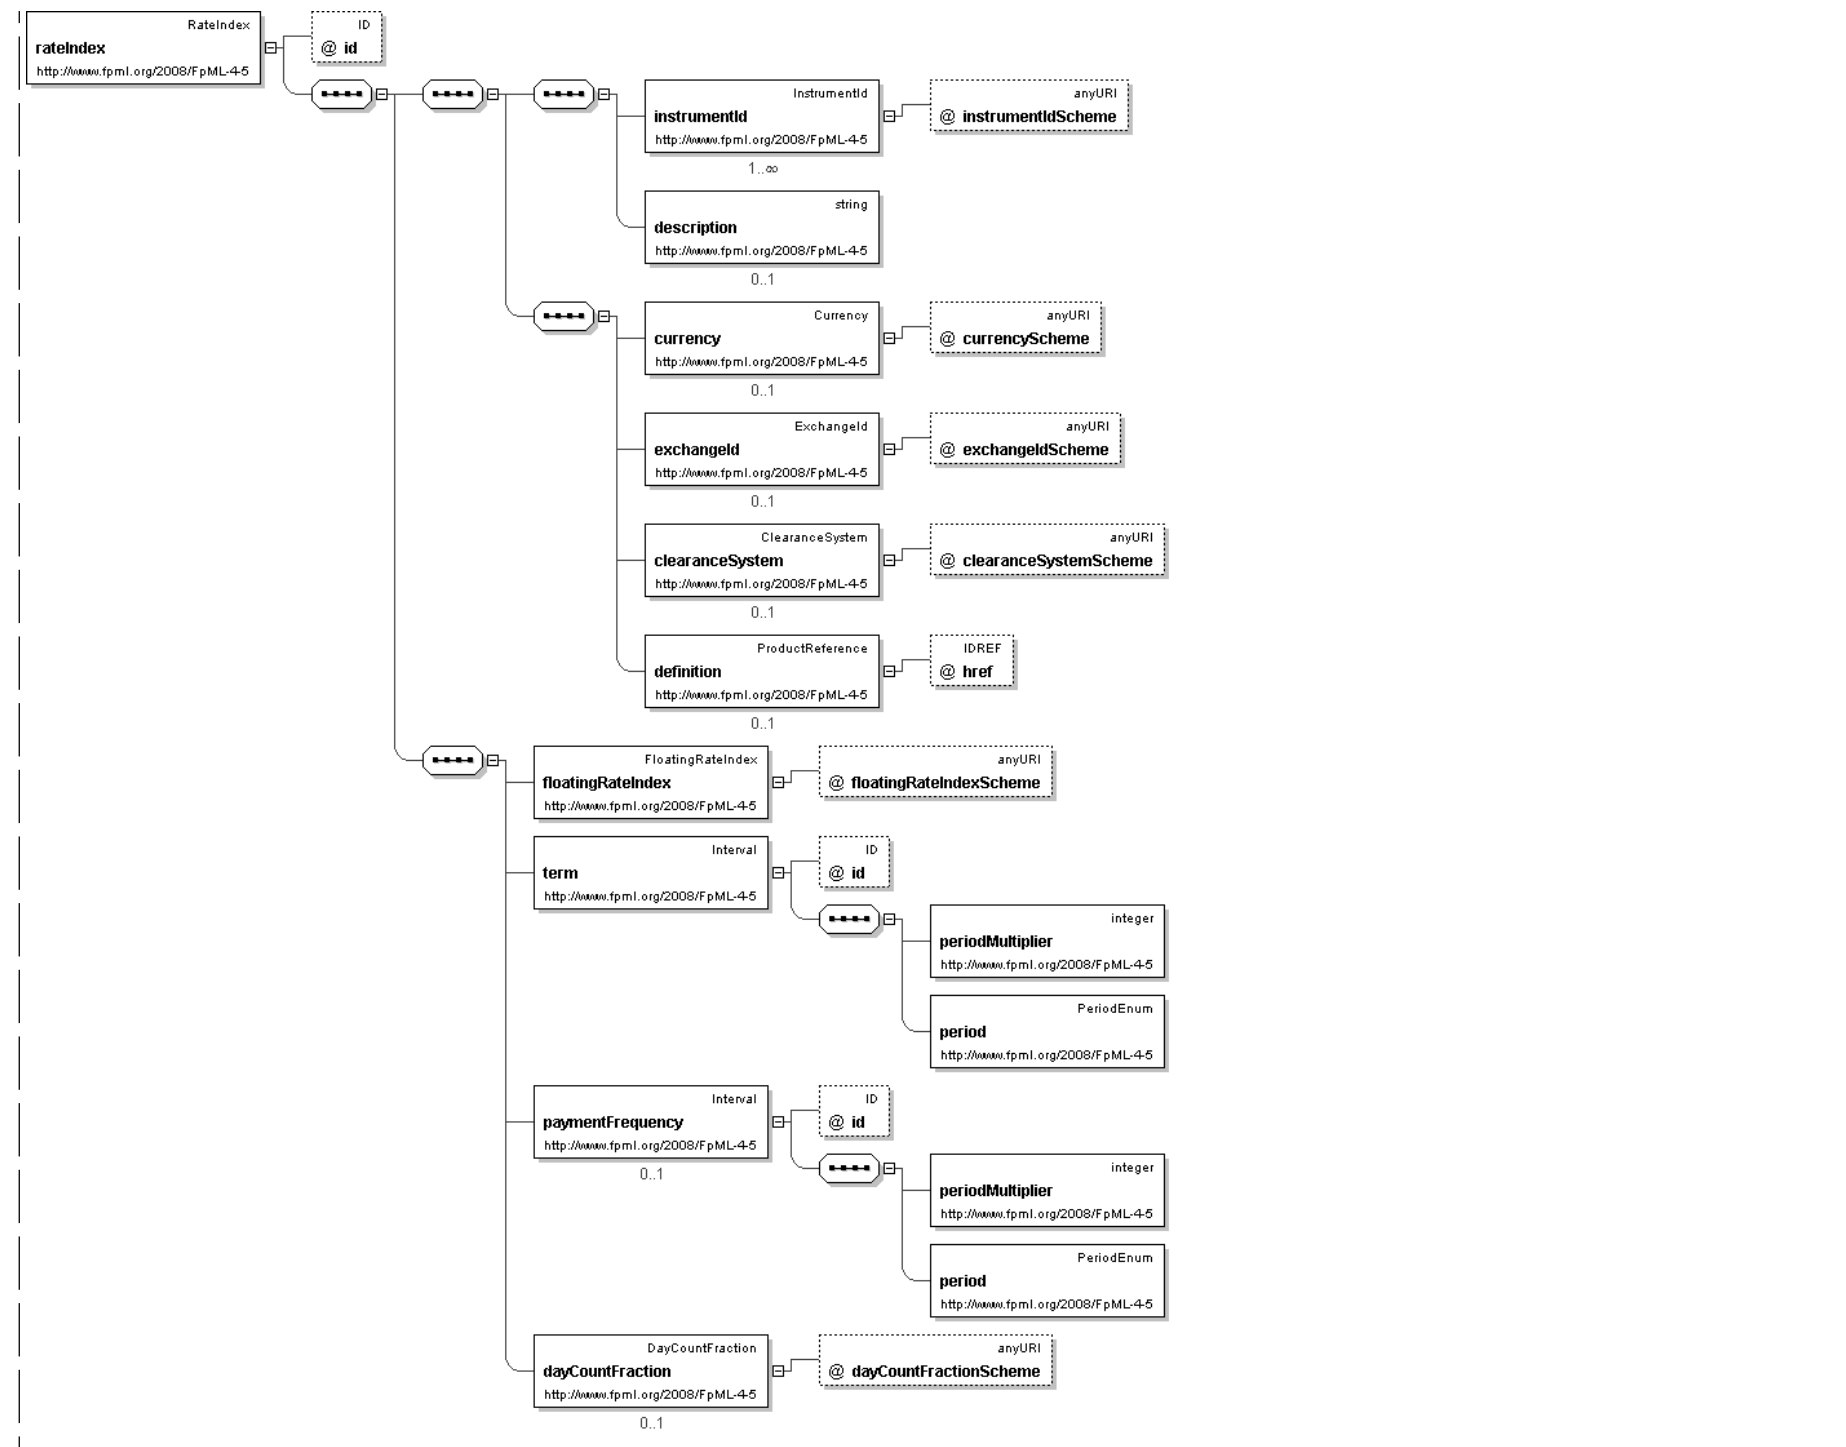 RateIndex
rateIndex
http://www.fpml.org/2008/FpML-4-5
ID
@ id
InstrumentId
instrumentId
http://www.fpml.org/2008/FpML-4-5
1..∞
anyURI
@ instrumentIdScheme
string
description
http://www.fpml.org/2008/FpML-4-5
0..1
Currency
currency
http://www.fpml.org/2008/FpML-4-5
0..1
anyURI
@ currencyScheme
ExchangeId
exchangeId
http://www.fpml.org/2008/FpML-4-5
0..1
anyURI
@ exchangeIdScheme
ClearanceSystem
clearanceSystem
http://www.fpml.org/2008/FpML-4-5
0..1
anyURI
@ clearanceSystemScheme
ProductReference
definition
http://www.fpml.org/2008/FpML-4-5
0..1
IDREF
@ href
FloatingRateIndex
floatingRateIndex
http://www.fpml.org/2008/FpML-4-5
anyURI
@ floatingRateIndexScheme
Interval
term
http://www.fpml.org/2008/FpML-4-5
ID
@ id
integer
periodMultiplier
http://www.fpml.org/2008/FpML-4-5
PeriodEnum
period
http://www.fpml.org/2008/FpML-4-5
Interval
paymentFrequency
http://www.fpml.org/2008/FpML-4-5
0..1
ID
@ id
integer
periodMultiplier
http://www.fpml.org/2008/FpML-4-5
PeriodEnum
period
http://www.fpml.org/2008/FpML-4-5
DayCountFraction
dayCountFraction
http://www.fpml.org/2008/FpML-4-5
0..1
anyURI
@ dayCountFractionScheme